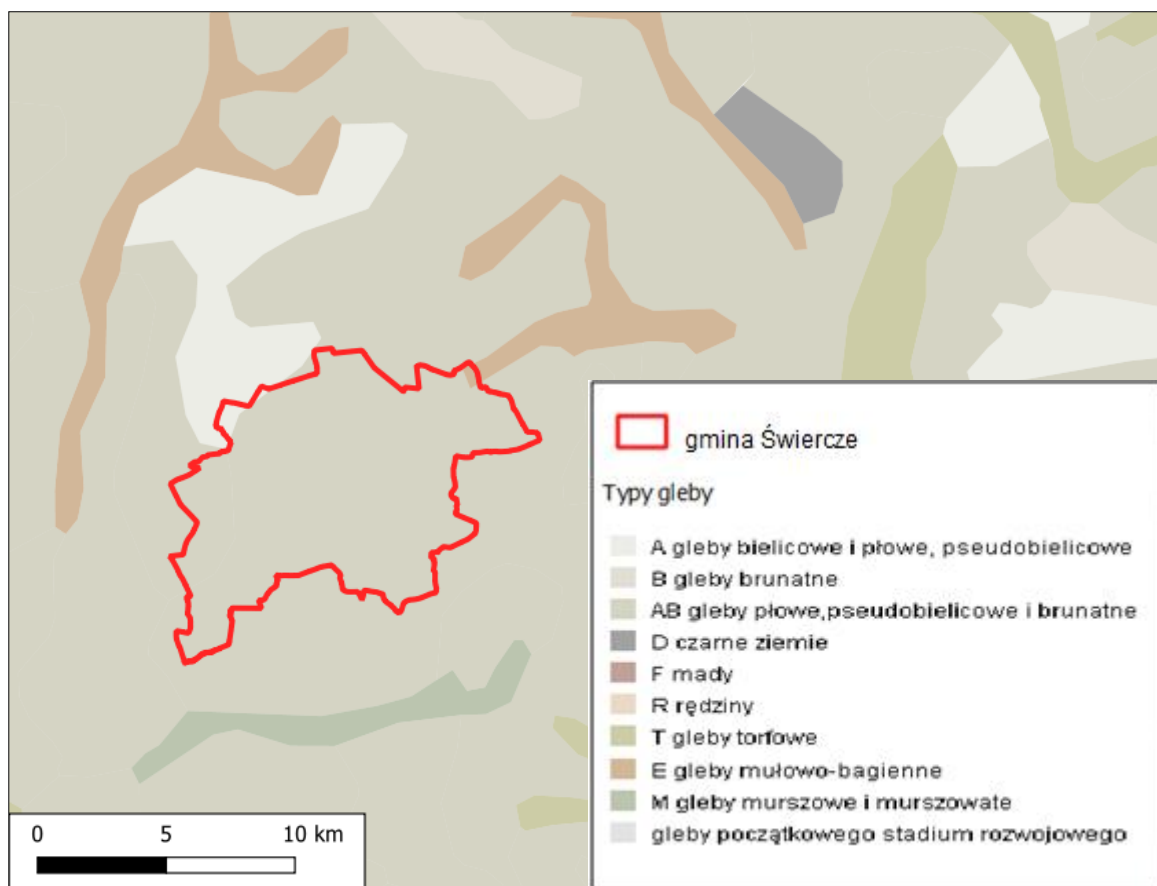 gmina Świercze
Typy gleby
A gleby bielicowe i płowe, pseudobielicowe
B gleby brunatne
AB gleby płowe,pseudobielicowe i brunatne
D czarne ziemie
F mady
R rędziny
T gleby torfowe
E gleby mułowo-bagienne
M gleby murszowe i murszowate
gleby początkowego stadium rozwojowego
0 5 10 km